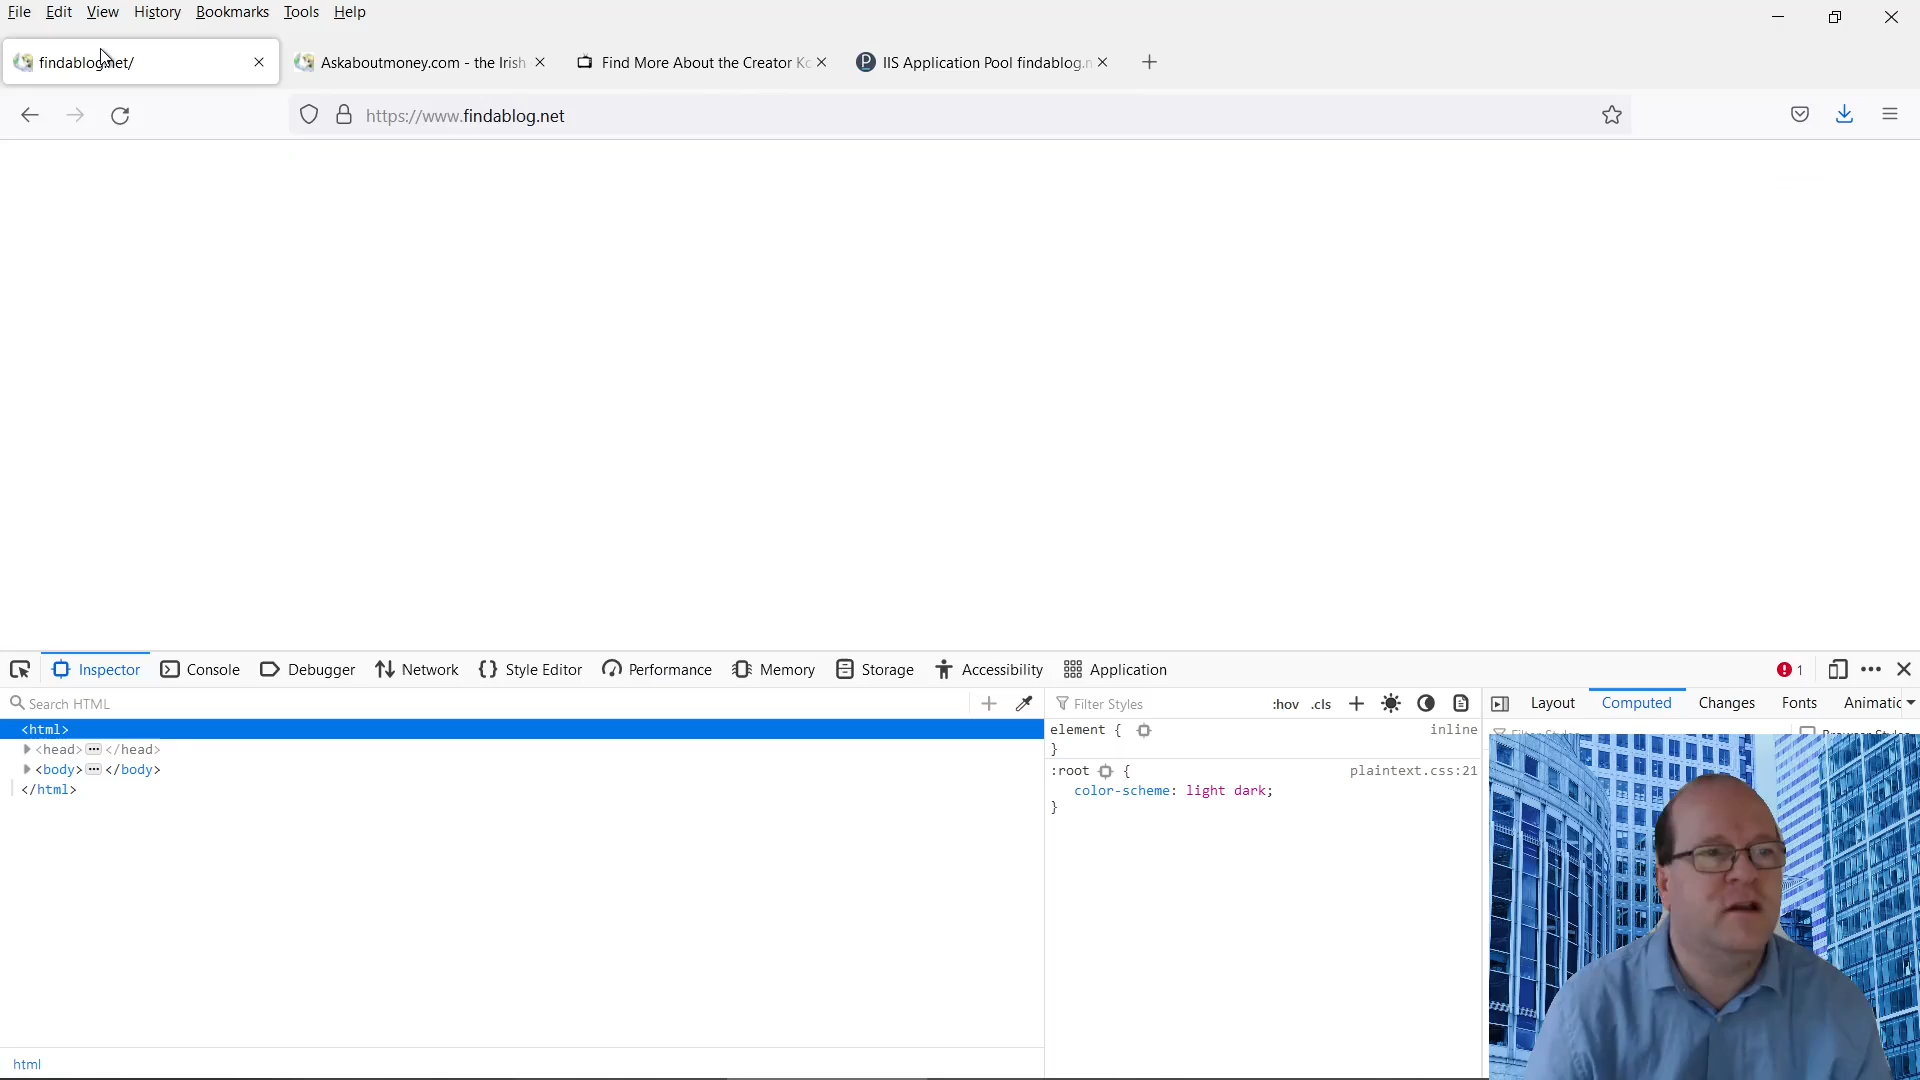 File Edit View History Bookmarks Tools Help
findablog.net/
Askaboutmoney.com - the Irish
Find More About the Creator Kc
IIS Application Pool findablog.n
https://www.findablog.net
Inspector Console Debugger Network Style Editor Performance Memory Storage Accessibility Application 1
Search HTML
Filter Styles :hov .cls
Layout Computed Changes Fonts Animatic
<html>
<head> ... </head>
<body> ... </body>
</html>
element { inline
}
:root { plaintext.css:21
color-scheme: light dark;
}
html